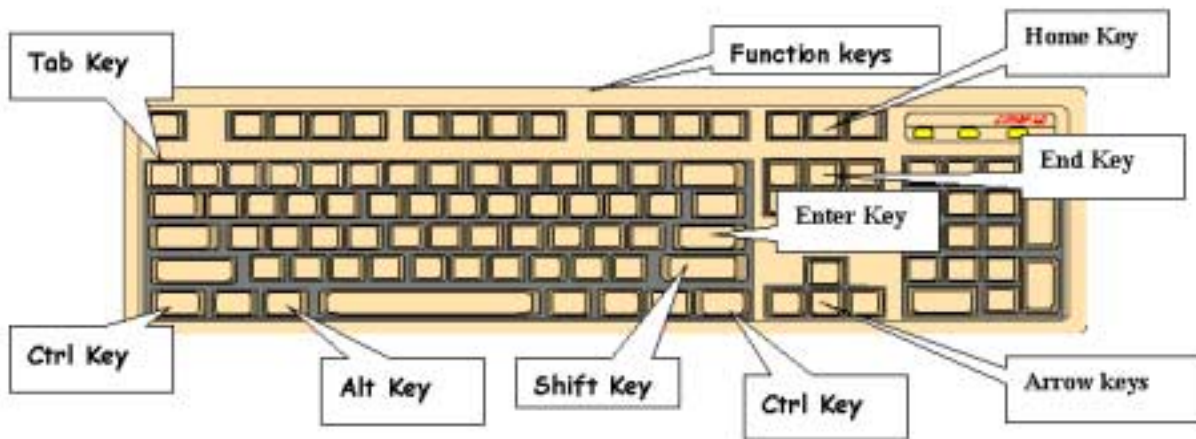 Home Key
Function keys
Tab Key
End Key
Enter Key
Ctrl Key
Alt Key
Shift Key
Ctrl Key
Arrow keys